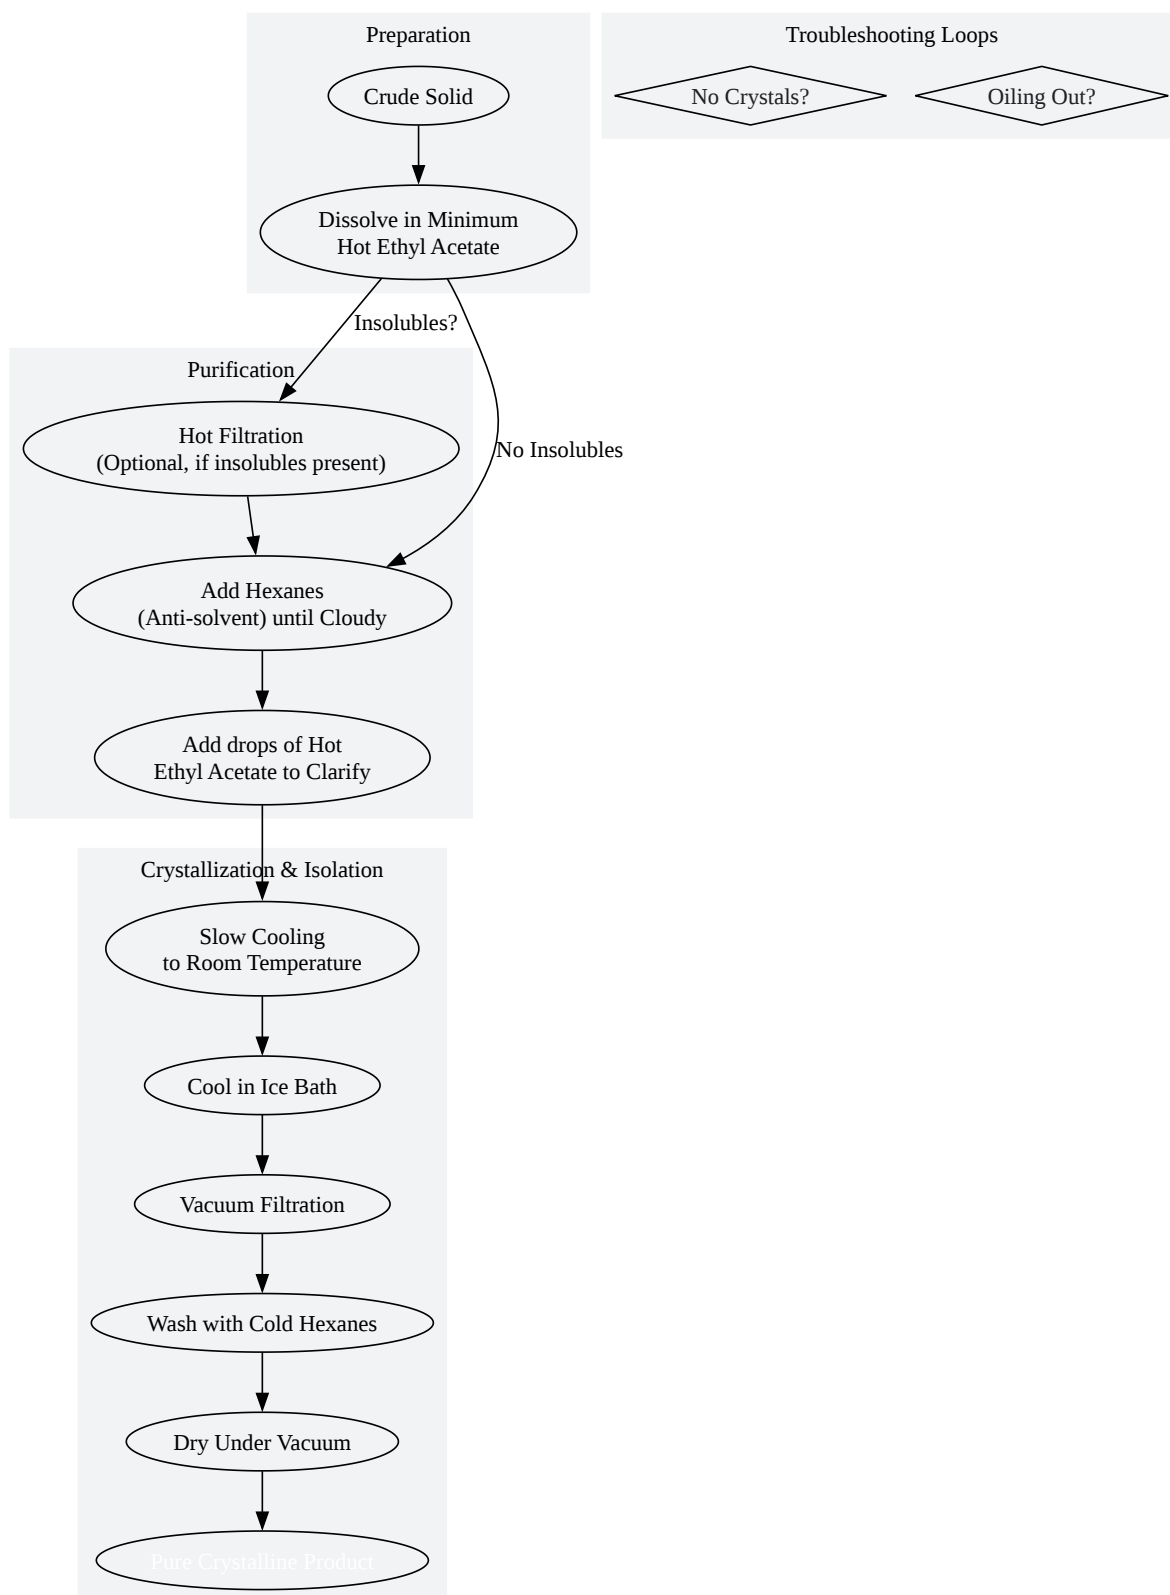 Preparation
Crude Solid
Dissolve in Minimum
Hot Ethyl Acetate
Troubleshooting Loops
No Crystals?
Oiling Out?
Insolubles?
No Insolubles
Purification
Hot Filtration
(Optional, if insolubles present)
Add Hexanes
(Anti-solvent) until Cloudy
Add drops of Hot
Ethyl Acetate to Clarify
Crystallization & Isolation
Slow Cooling
to Room Temperature
Cool in Ice Bath
Vacuum Filtration
Wash with Cold Hexanes
Dry Under Vacuum
Pure Crystalline Product